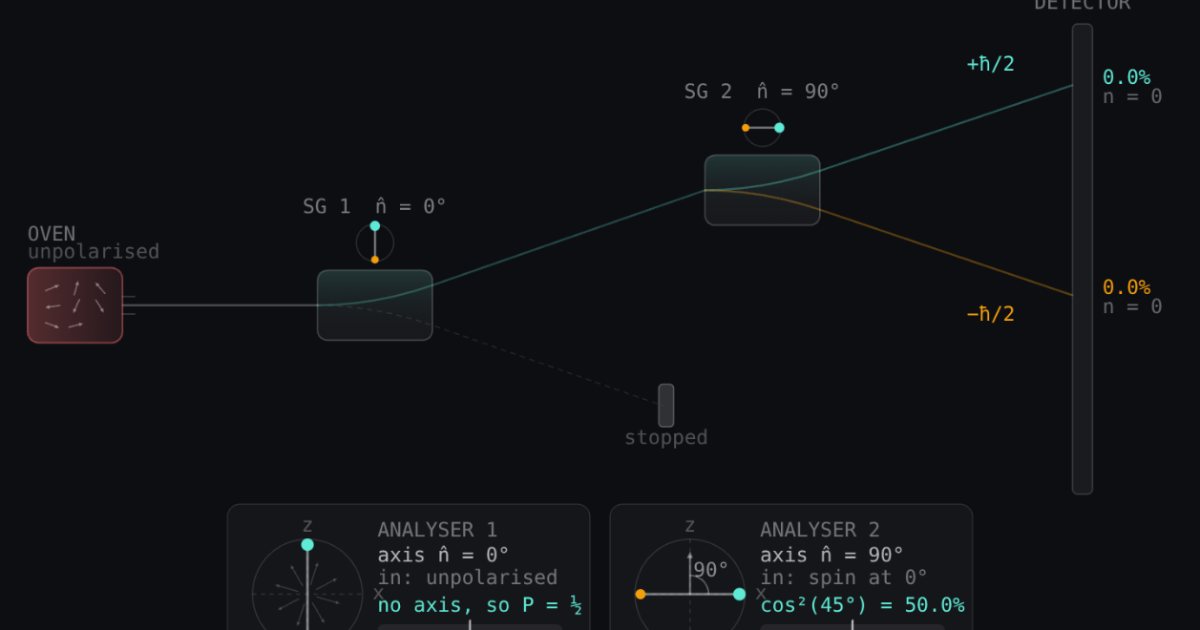 DETECTOR
+ħ/2
0.0%
n = 0
SG 2 n̂ = 90°
SG 1 n̂ = 0°
OVEN
unpolarised
0.0%
n = 0
−ħ/2
stopped
Z
ANALYSER 1
axis n̂ = 0°
in: unpolarised
X
no axis, so P = ½
Z
ANALYSER 2
axis n̂ = 90°
90°
in: spin at 0°
X
cos²(45°) = 50.0%